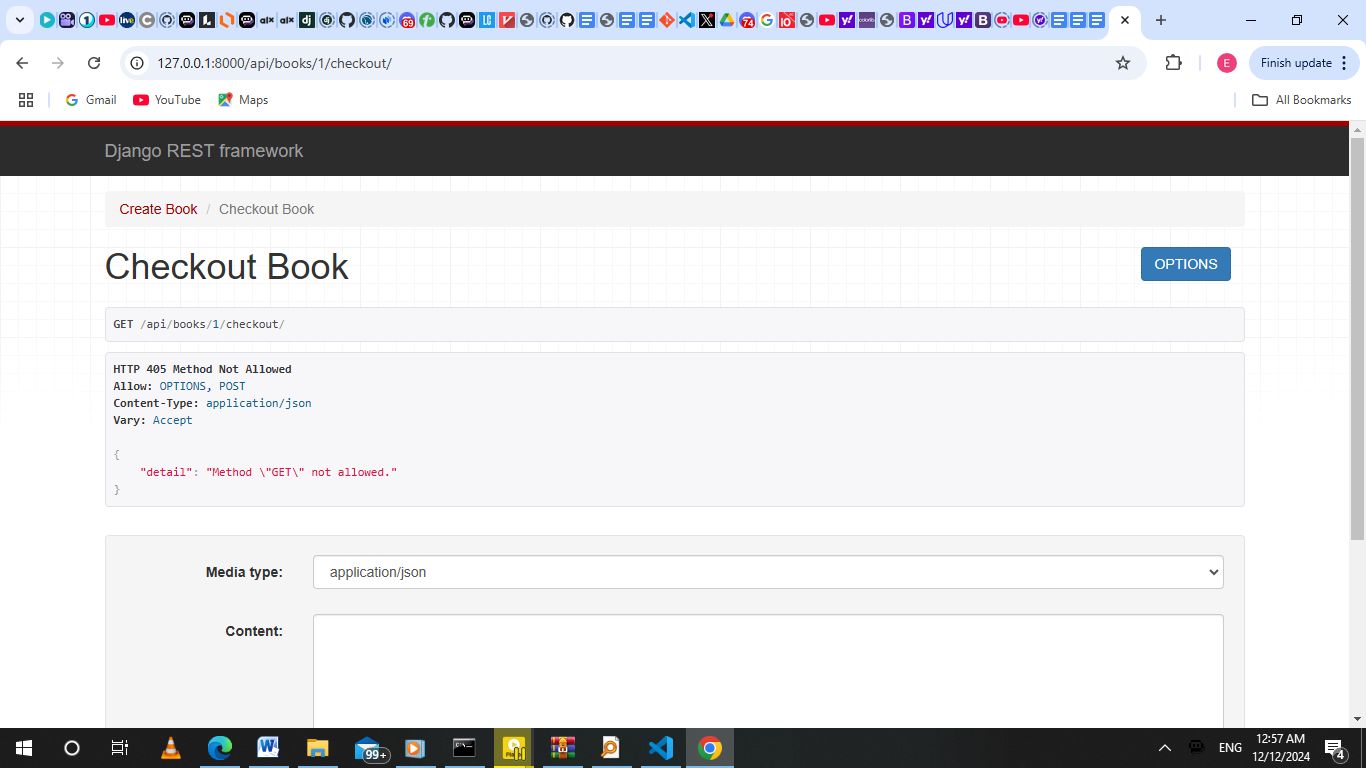 127.0.0.1:8000/api/books/1/checkout/
E
Finish update
Gmail
YouTube
Maps
All Bookmarks
Django REST framework
Create Book / Checkout Book
Checkout Book
OPTIONS
GET /api/books/1/checkout/
HTTP 405 Method Not Allowed
Allow: OPTIONS, POST
Content-Type: application/json
Vary: Accept
{
"detail": "Method \"GET\" not allowed."
}
Media type:
application/json
Content:
99+
ENG
12:57 AM
12/12/2024
4